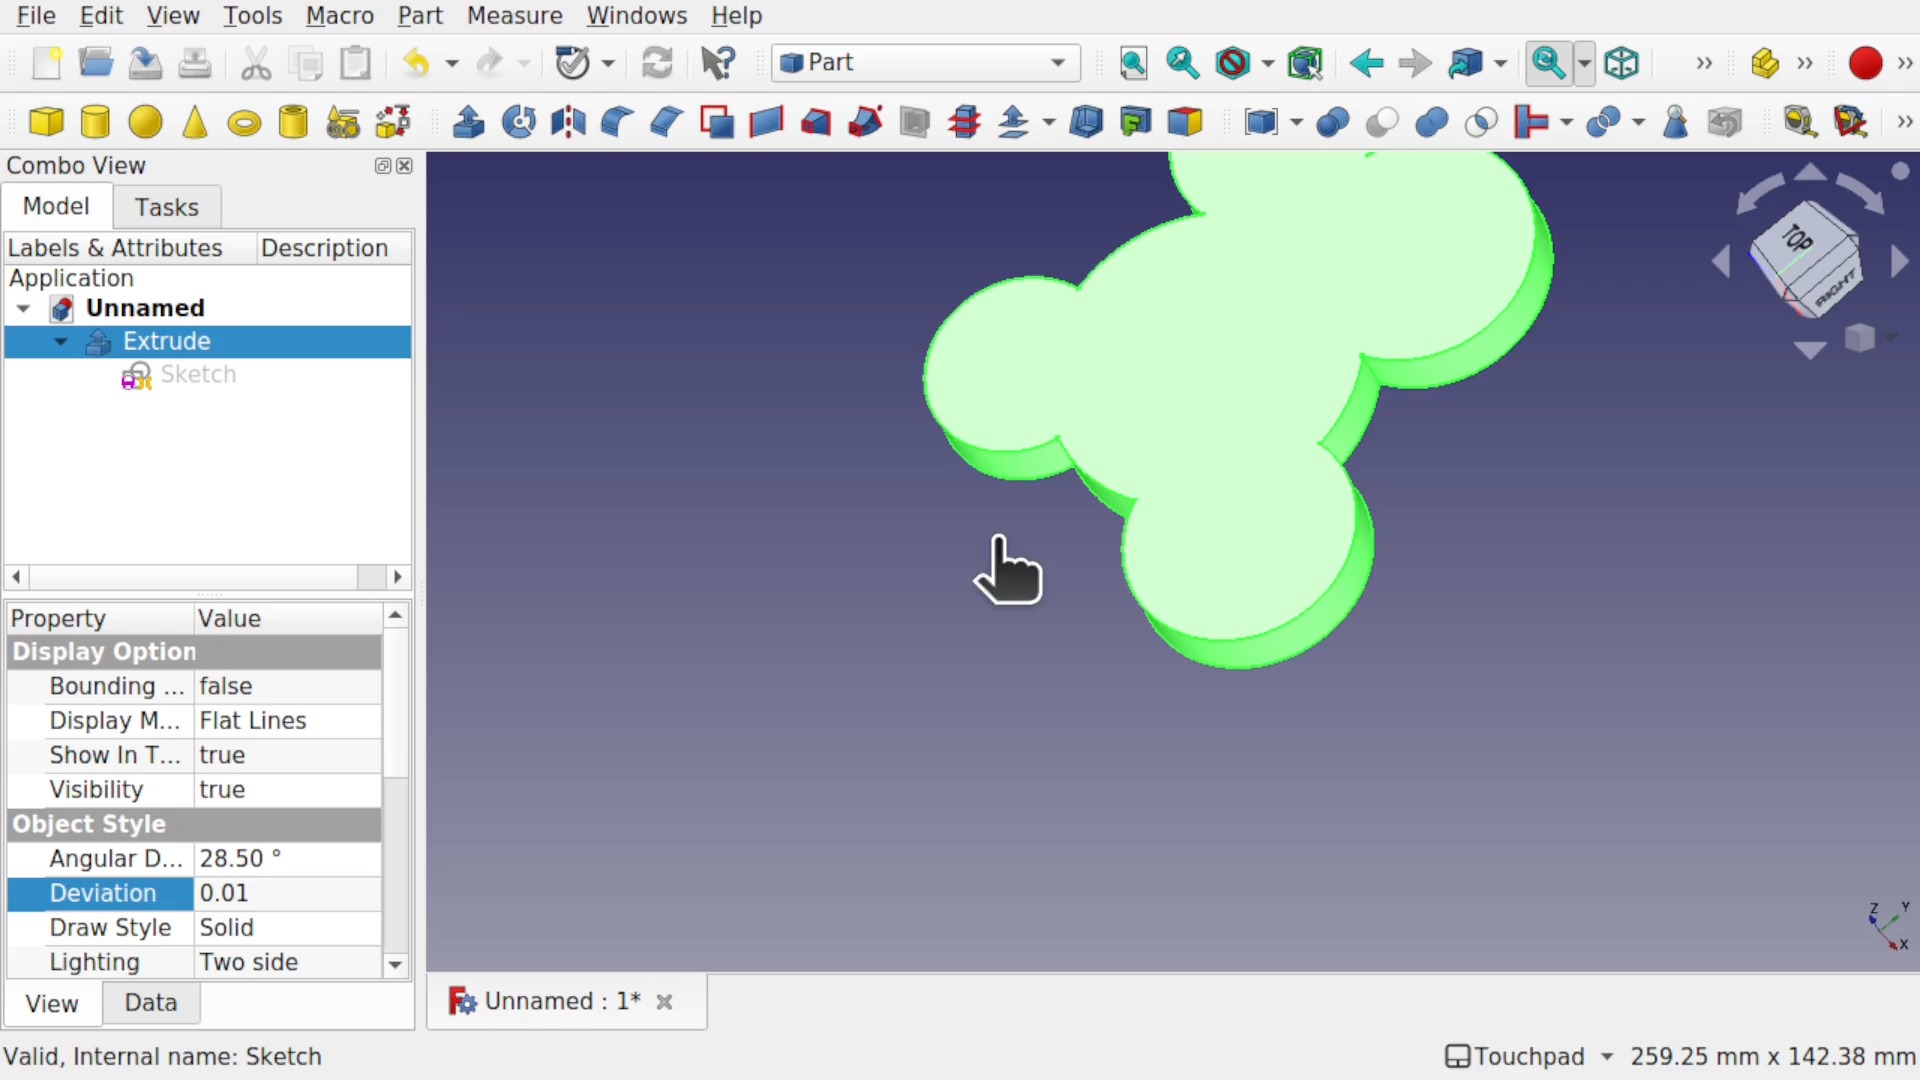 File Edit View Tools Macro Part Measure Windows Help
Part
Combo View
Model Tasks
Labels & Attributes Description
Application
Unnamed
Extrude
Sketch
Property Value
Display Option
Bounding ... false
Display M... Flat Lines
Show In T... true
Visibility true
Object Style
Angular D... 28.50 °
Deviation 0.01
Draw Style Solid
Lighting Two side
View Data
TOP
RIGHT
Z Y
X
Unnamed : 1*
Valid, Internal name: Sketch
Touchpad 259.25 mm x 142.38 mm